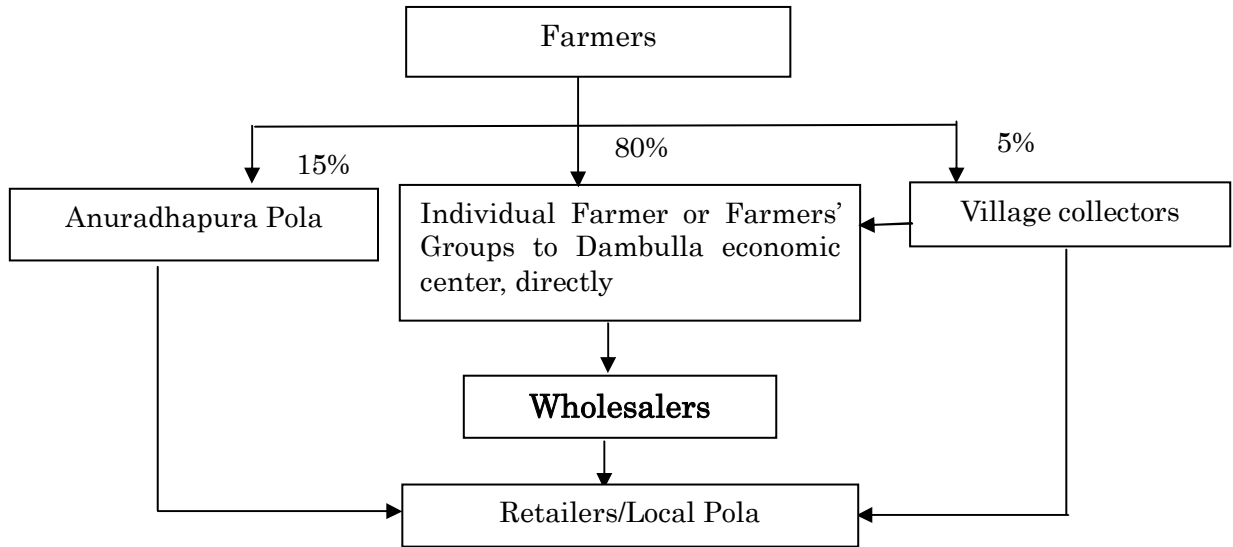 Farmers
15%
80%
5%
Anuradhapura Pola
Individual Farmer or Farmers’
Groups to Dambulla economic
center, directly
Village collectors
Wholesalers
Retailers/Local Pola